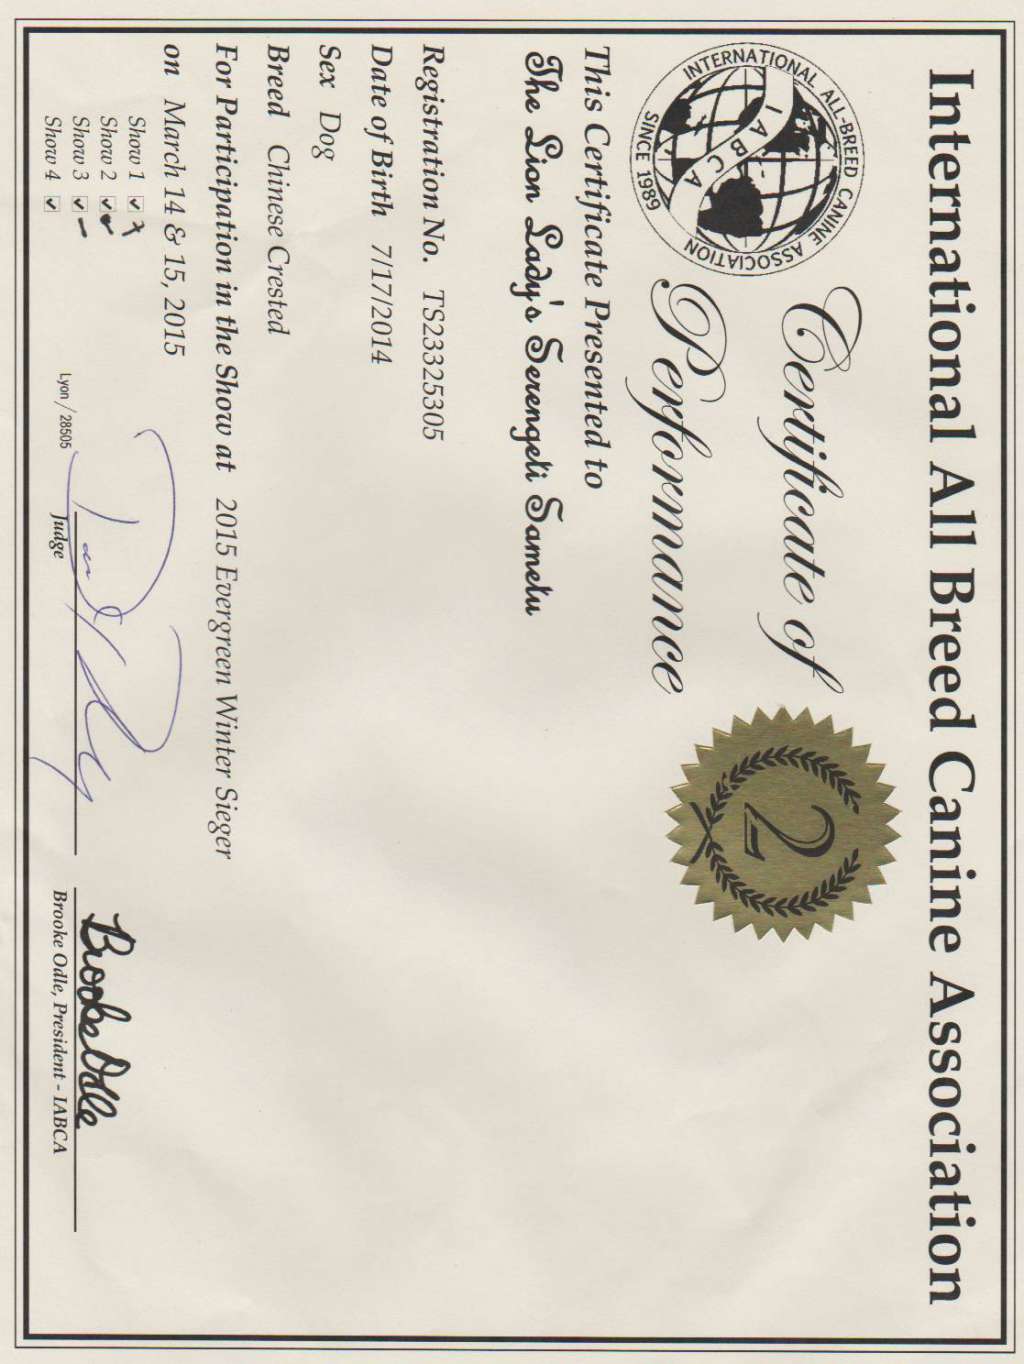 International All Breed Canine Association
INTERNATIONAL ALL-BREED CANINE ASSOCIATION
IABCA
SINCE 1989
Certificate of
Performance
2
This Certificate Presented to
The Lion Lady's Serengeti Sametu
Registration No. TS23325305
Date of Birth 7/17/2014
Sex Dog
Breed Chinese Crested
For Participation in the Show at 2015 Evergreen Winter Sieger
on March 14 & 15, 2015
Show 1 ✓
Show 2 ✓
Show 3 ✓
Show 4 ✓
Lyon / 28505
Judge
Brooke Odle
Brooke Odle, President - IABCA